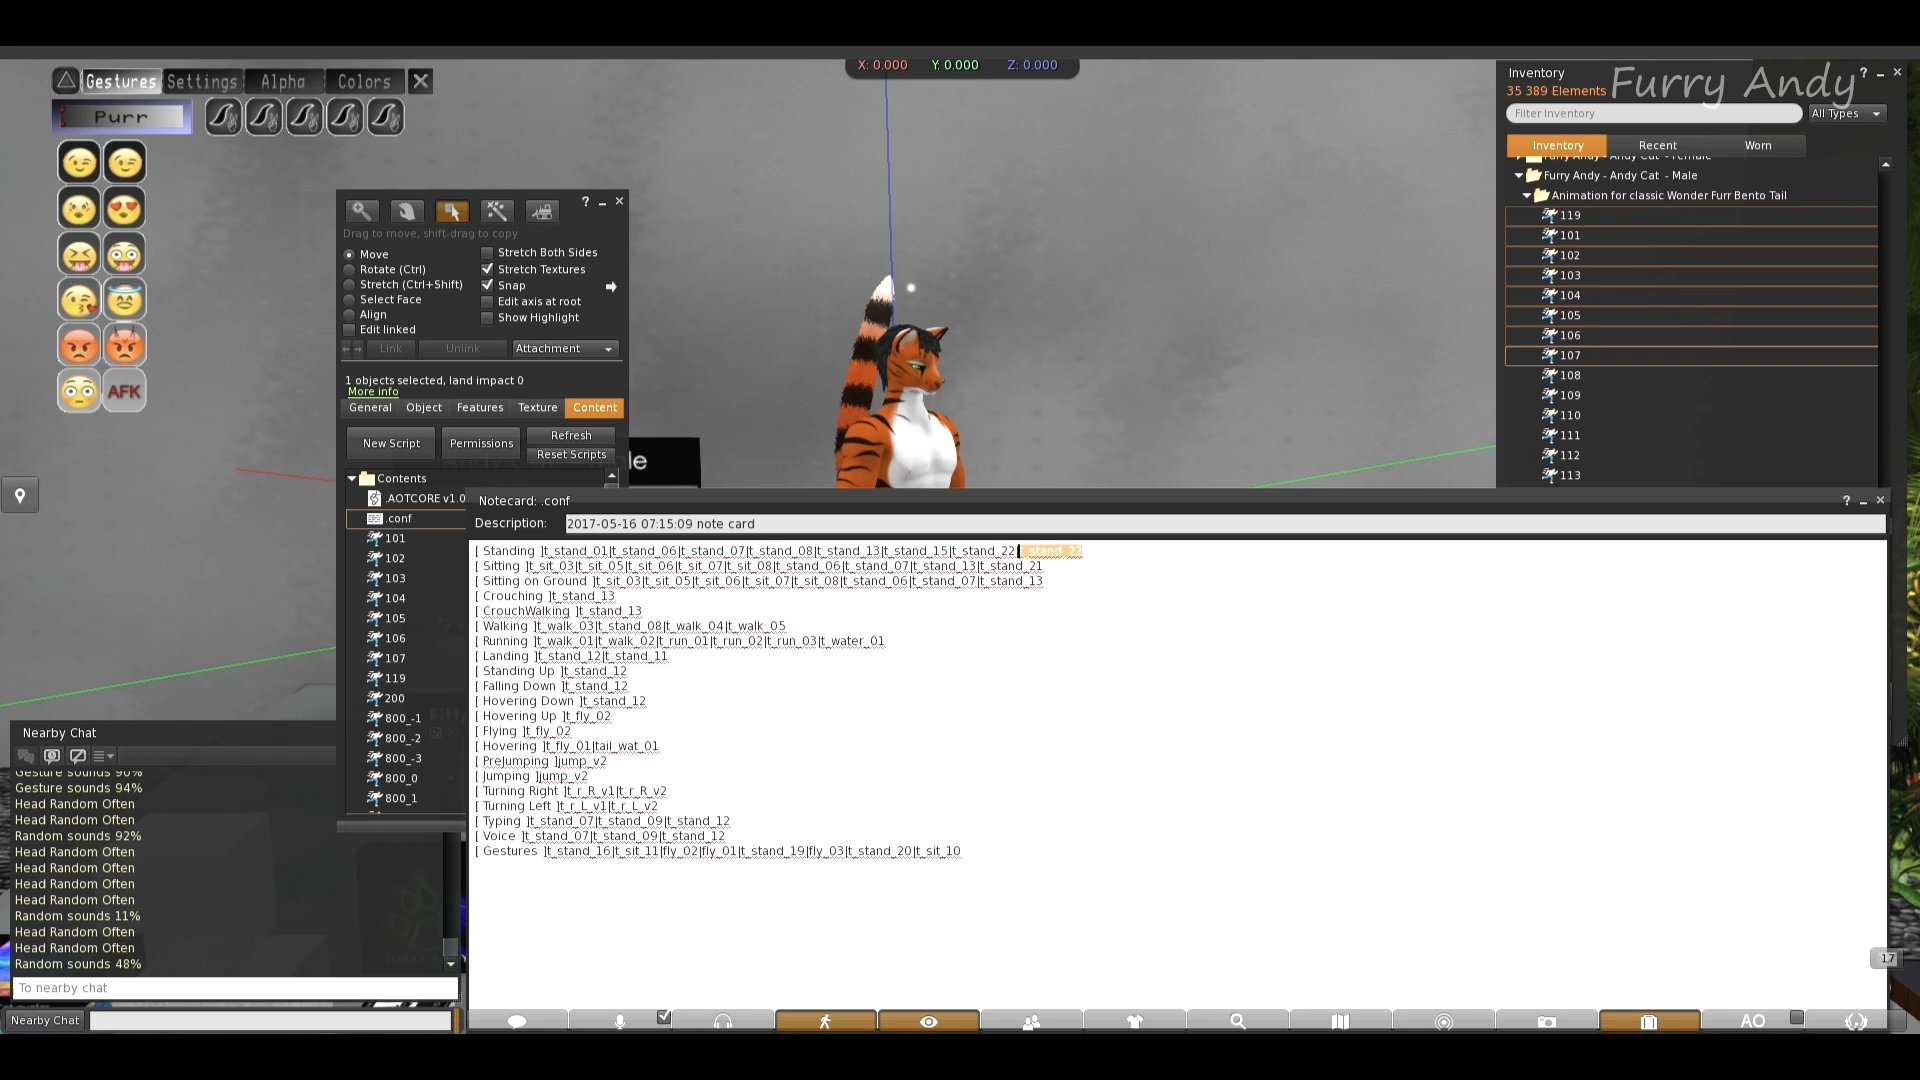 X: 0.000 Y: 0.000 Z: 0.000
Gestures Settings Alpha Colors
Purr
AFK
Inventory
35 389 Elements
Furry Andy
Filter Inventory
All Types
Inventory Recent Worn
Furry Andy - Andy Cat - Female
Furry Andy - Andy Cat - Male
Animation for classic Wonder Furr Bento Tail
119
101
102
103
104
105
106
107
108
109
110
111
112
113
Drag to move, shift-drag to copy
Move
Rotate (Ctrl)
Stretch (Ctrl+Shift)
Select Face
Align
Edit linked
Stretch Both Sides
Stretch Textures
Snap
Edit axis at root
Show Highlight
Link Unlink Attachment
1 objects selected, land impact 0
More info
General Object Features Texture Content
New Script Permissions Refresh
Reset Scripts
Contents
.AOTCORE v1.0
.conf
101
102
103
104
105
106
107
119
200
800_-1
800_-2
800_-3
800_0
800_1
Notecard: .conf
Description: 2017-05-16 07:15:09 note card
[ Standing ]t_stand_01|t_stand_06|t_stand_07|t_stand_08|t_stand_13|t_stand_15|t_stand_22|t_stand_22
[ Sitting ]t_sit_03|t_sit_05|t_sit_06|t_sit_07|t_sit_08|t_stand_06|t_stand_07|t_stand_13|t_stand_21
[ Sitting on Ground ]t_sit_03|t_sit_05|t_sit_06|t_sit_07|t_sit_08|t_stand_06|t_stand_07|t_stand_13
[ Crouching ]t_stand_13
[ CrouchWalking ]t_stand_13
[ Walking ]t_walk_03|t_stand_08|t_walk_04|t_walk_05
[ Running ]t_walk_01|t_walk_02|t_run_01|t_run_02|t_run_03|t_water_01
[ Landing ]t_stand_12|t_stand_11
[ Standing Up ]t_stand_12
[ Falling Down ]t_stand_12
[ Hovering Down ]t_stand_12
[ Hovering Up ]t_fly_02
[ Flying ]t_fly_02
[ Hovering ]t_fly_01|tail_wat_01
[ PreJumping ]jump_v2
[ Jumping ]jump_v2
[ Turning Right ]t_r_R_v1|t_r_R_v2
[ Turning Left ]t_r_L_v1|t_r_L_v2
[ Typing ]t_stand_07|t_stand_09|t_stand_12
[ Voice ]t_stand_07|t_stand_09|t_stand_12
[ Gestures ]t_stand_16|t_sit_11|fly_02|fly_01|t_stand_19|fly_03|t_stand_20|t_sit_10
Nearby Chat
Gesture sounds 90%
Gesture sounds 94%
Head Random Often
Head Random Often
Random sounds 92%
Head Random Often
Head Random Often
Head Random Often
Head Random Often
Random sounds 11%
Head Random Often
Head Random Often
Random sounds 48%
To nearby chat
Nearby Chat
17
AO